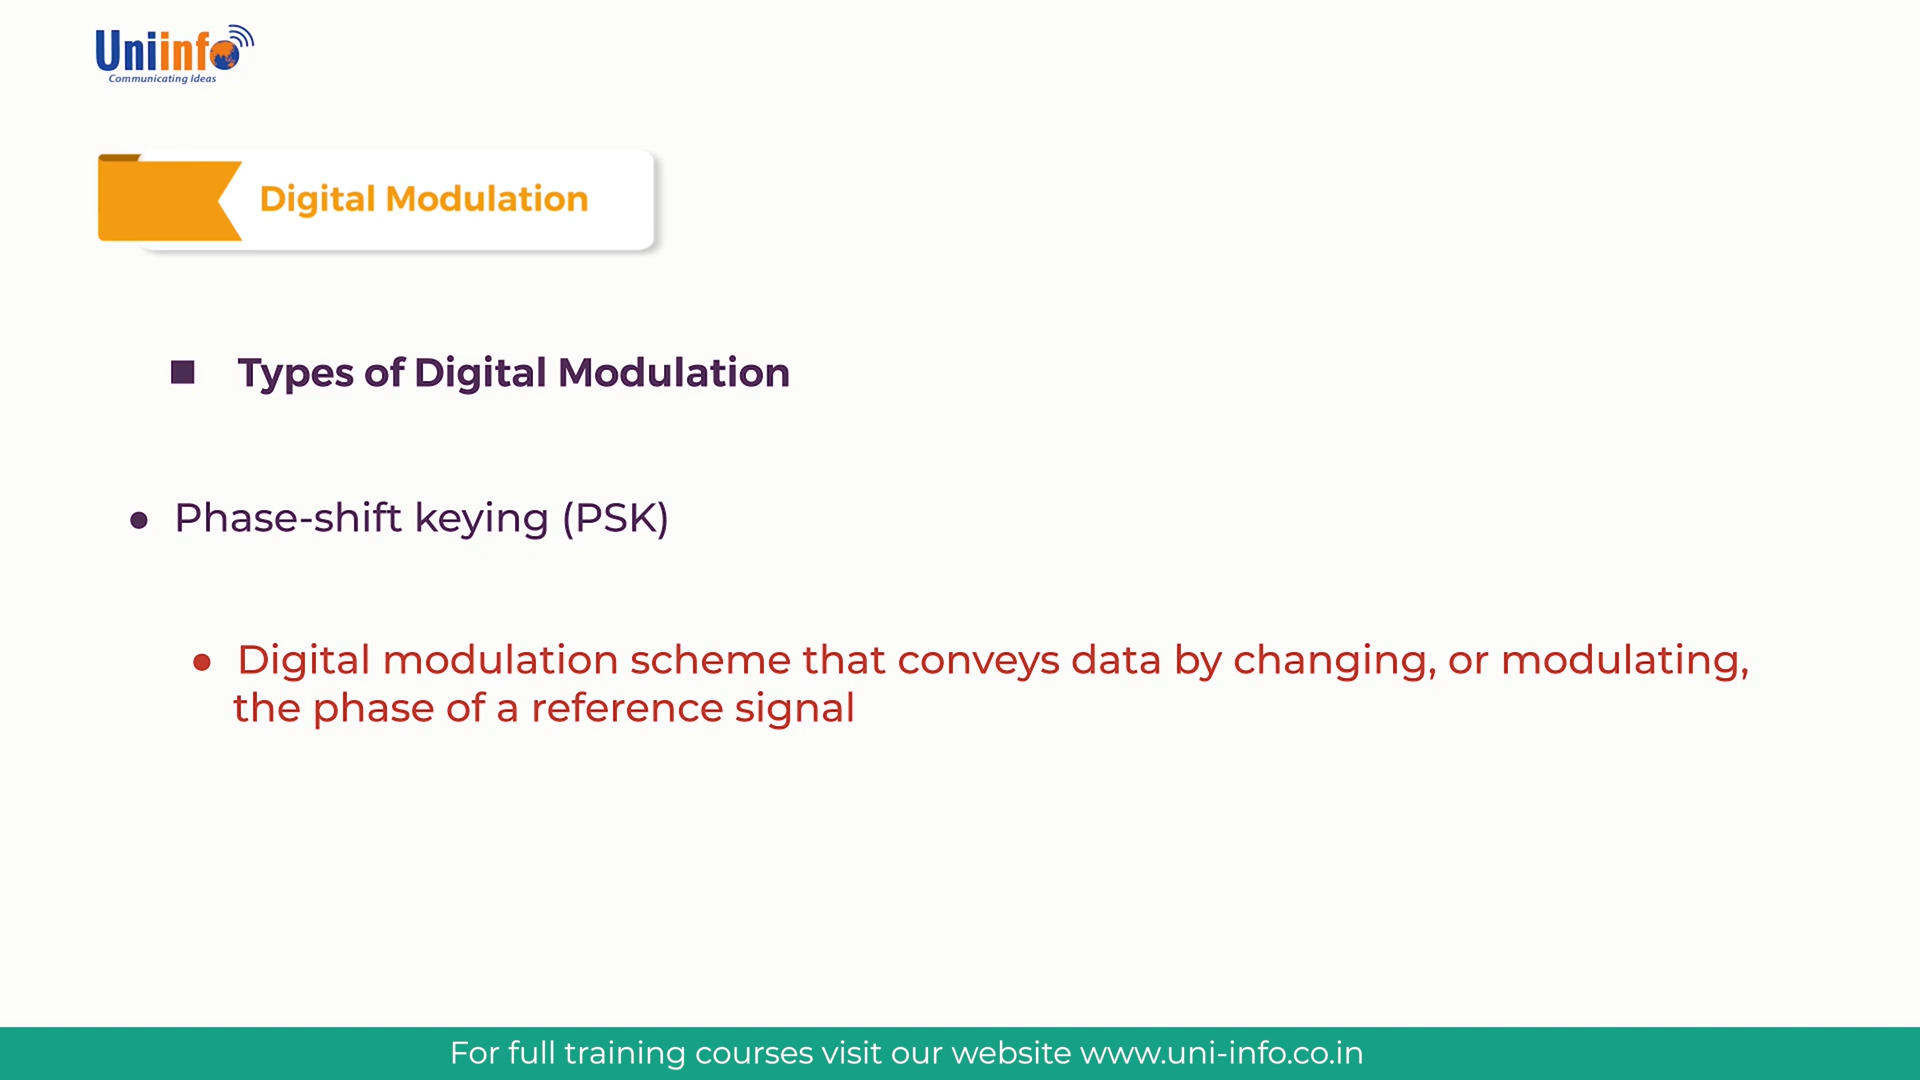 Uniinfo
Communicating Ideas
Digital Modulation
Types of Digital Modulation
Phase-shift keying (PSK)
Digital modulation scheme that conveys data by changing, or modulating,
the phase of a reference signal
For full training courses visit our website www.uni-info.co.in